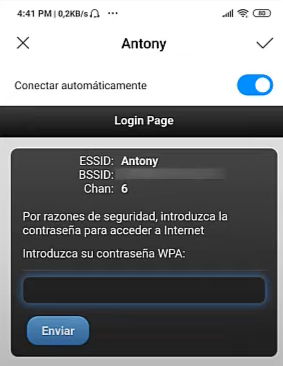 4:41 PM | 0,2KB/s ... 80
Antony
Conectar automáticamente
Login Page
ESSID: Antony
BSSID:
Chan: 6
Por razones de seguridad, introduzca la
contraseña para acceder a Internet
Introduzca su contraseña WPA:
Enviar